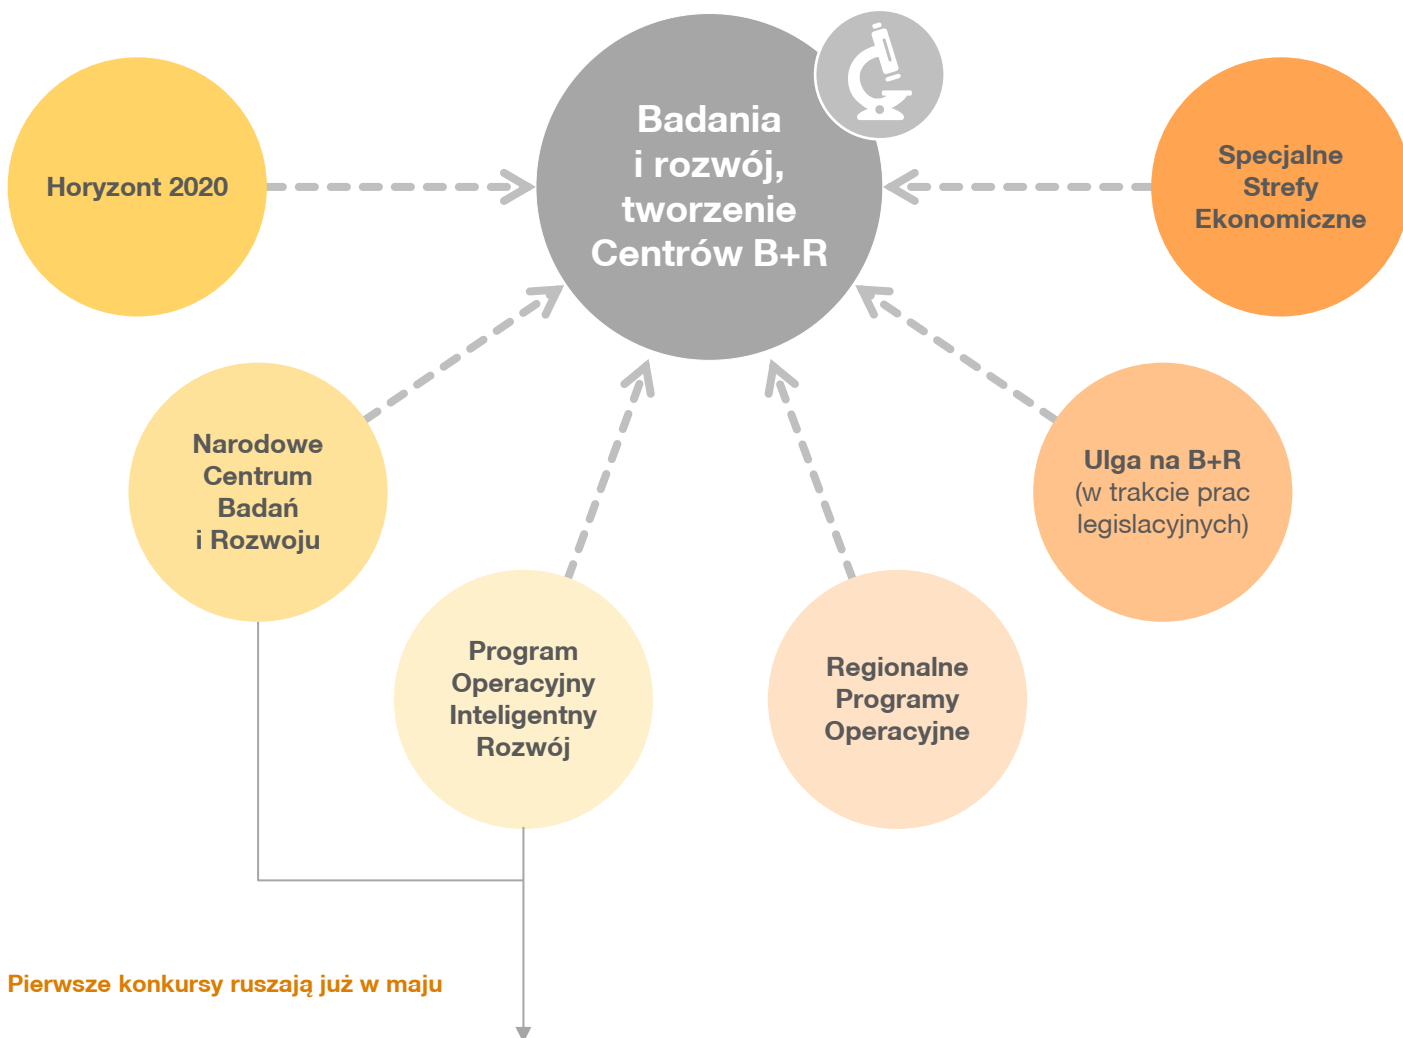 Badania
i rozwój,
tworzenie
Centrów B+R
Horyzont 2020
Specjalne
Strefy
Ekonomiczne
Narodowe
Centrum
Badań
i Rozwoju
Ulga na B+R
(w trakcie prac
legislacyjnych)
Program
Operacyjny
Inteligentny
Rozwój
Regionalne
Programy
Operacyjne
Pierwsze konkursy ruszają już w maju